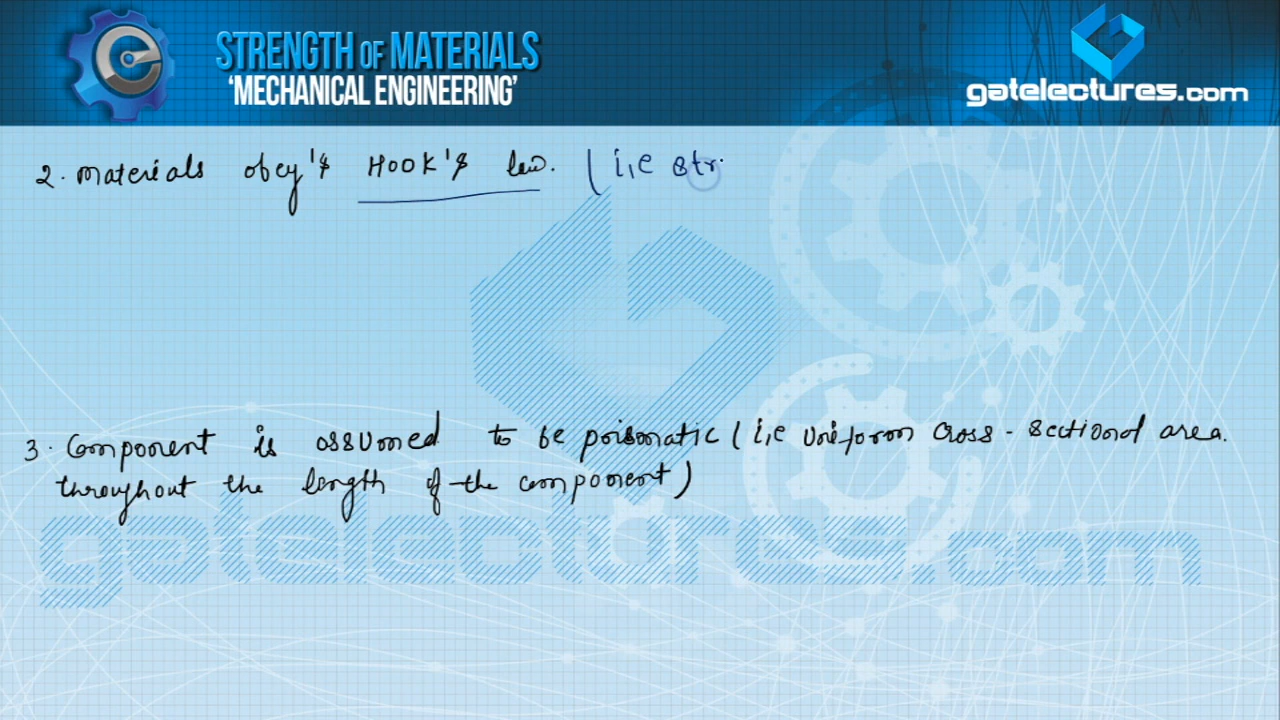 STRENGTH OF MATERIALS
'MECHANICAL ENGINEERING'
gatelectures.com
2. Materials obey's HOOK's law. (i,e str
3. Component is assumed to be prismatic (i,e Uniform cross-sectional area.
throughout the length of the component)
gatelectures.com